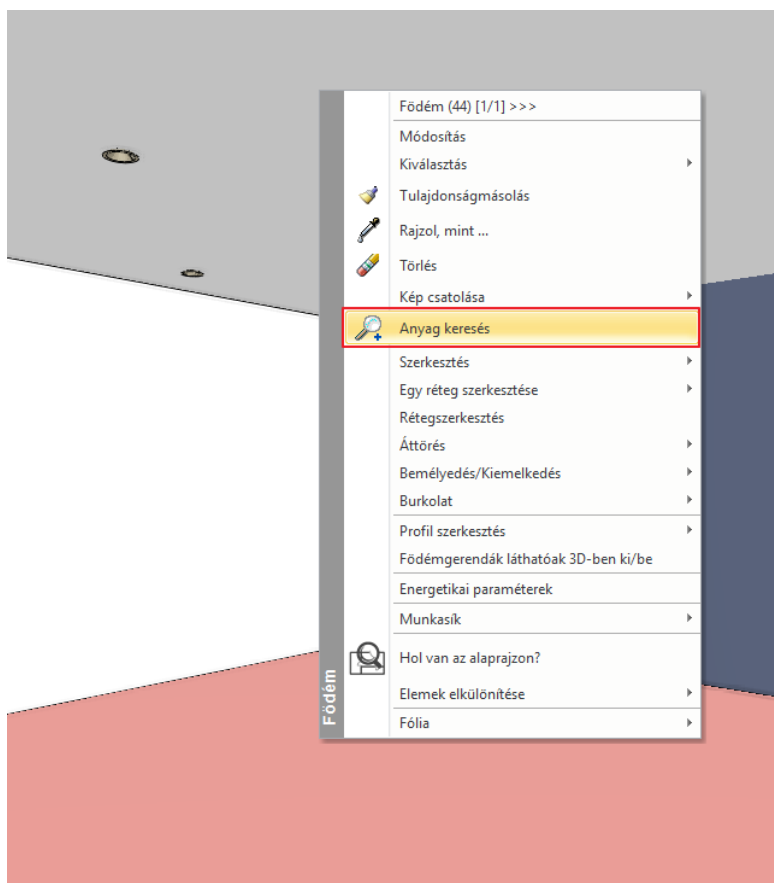 Födém (44) [1/1] >>>
Módosítás
Kiválasztás
Tulajdonságmásolás
Rajzol, mint ...
Törlés
Kép csatolása
Anyag keresés
Szerkesztés
Egy réteg szerkesztése
Rétegszerkesztés
Áttörés
Bemélyedés/Kiemelkedés
Burkolat
Profil szerkesztés
Födémgerendák láthatóak 3D-ben ki/be
Energetikai paraméterek
Munkasík
Hol van az alaprajzon?
Elemek elkülönítése
Fólia
Födém